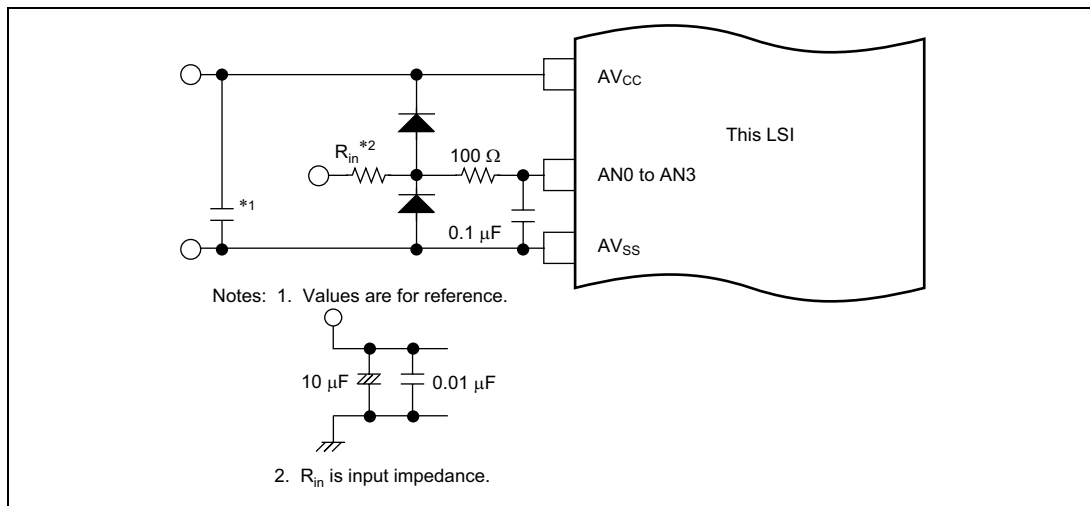 AVCC
This LSI
Rin*2
100 Ω
AN0 to AN3
*1
0.1 μF
AVSS
Notes: 1. Values are for reference.
10 μF
0.01 μF
2. Rin is input impedance.